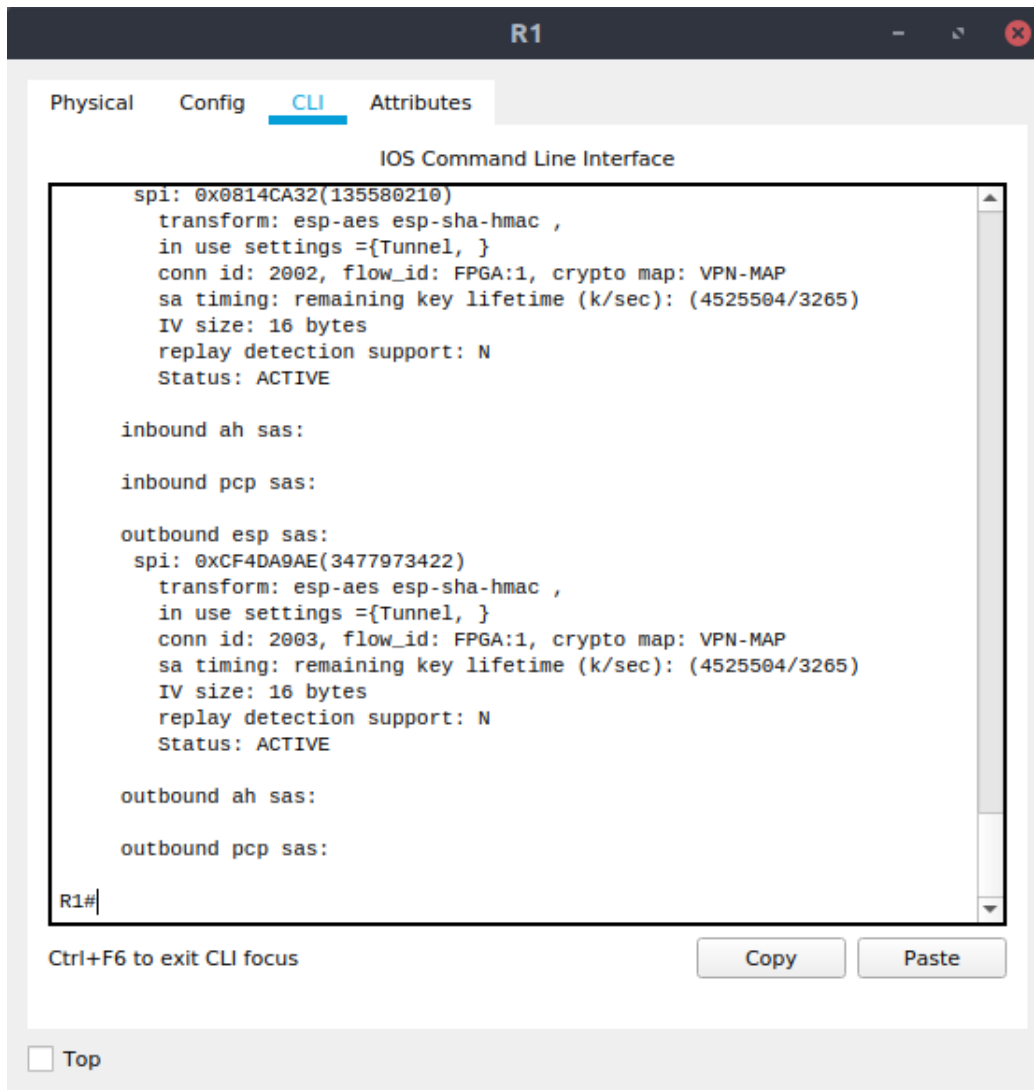 R1
Physical Config CLI Attributes
IOS Command Line Interface
spi: 0x0814CA32(135580210)
transform: esp-aes esp-sha-hmac ,
in use settings ={Tunnel, }
conn id: 2002, flow_id: FPGA:1, crypto map: VPN-MAP
sa timing: remaining key lifetime (k/sec): (4525504/3265)
IV size: 16 bytes
replay detection support: N
Status: ACTIVE
inbound ah sas:
inbound pcp sas:
outbound esp sas:
spi: 0xCF4DA9AE(3477973422)
transform: esp-aes esp-sha-hmac ,
in use settings ={Tunnel, }
conn id: 2003, flow_id: FPGA:1, crypto map: VPN-MAP
sa timing: remaining key lifetime (k/sec): (4525504/3265)
IV size: 16 bytes
replay detection support: N
Status: ACTIVE
outbound ah sas:
outbound pcp sas:
R1#
Ctrl+F6 to exit CLI focus Copy Paste
Top